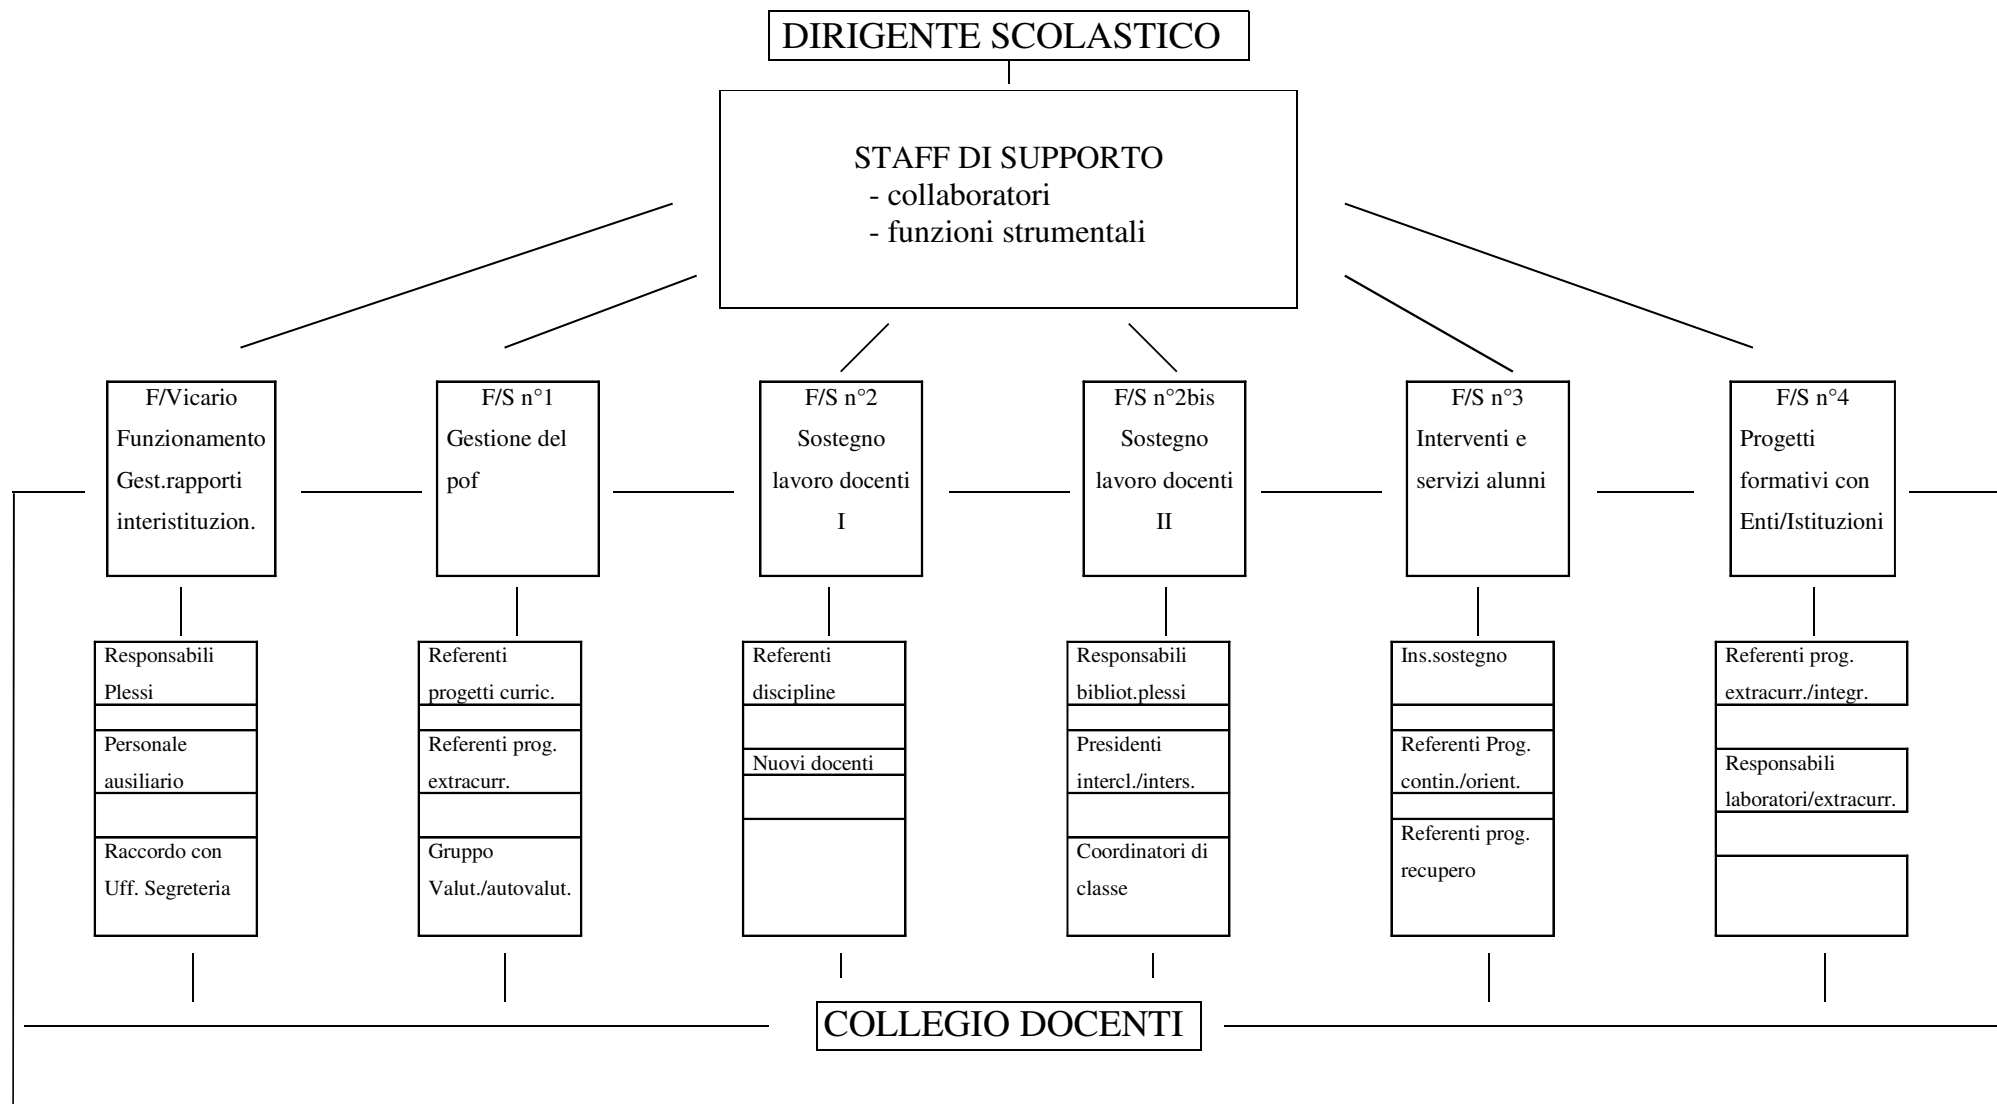 DIRIGENTE SCOLASTICO
STAFF DI SUPPORTO
- collaboratori
- funzioni strumentali
F/Vicario
Funzionamento
Gest.rapporti
interistituzion.
F/S n°1
Gestione del
pof
F/S n°2
Sostegno
lavoro docenti
I
F/S n°2bis
Sostegno
lavoro docenti
II
F/S n°3
Interventi e
servizi alunni
F/S n°4
Progetti
formativi con
Enti/Istituzioni
Responsabili
Plessi
Personale
ausiliario
Raccordo con
Uff. Segreteria
Referenti
progetti curric.
Referenti prog.
extracurr.
Gruppo
Valut./autovalut.
Referenti
discipline
Nuovi docenti
Responsabili
bibliot.plessi
Presidenti
intercl./inters.
Coordinatori di
classe
Ins.sostegno
Referenti Prog.
contin./orient.
Referenti prog.
recupero
Referenti prog.
extracurr./integr.
Responsabili
laboratori/extracurr.
COLLEGIO DOCENTI